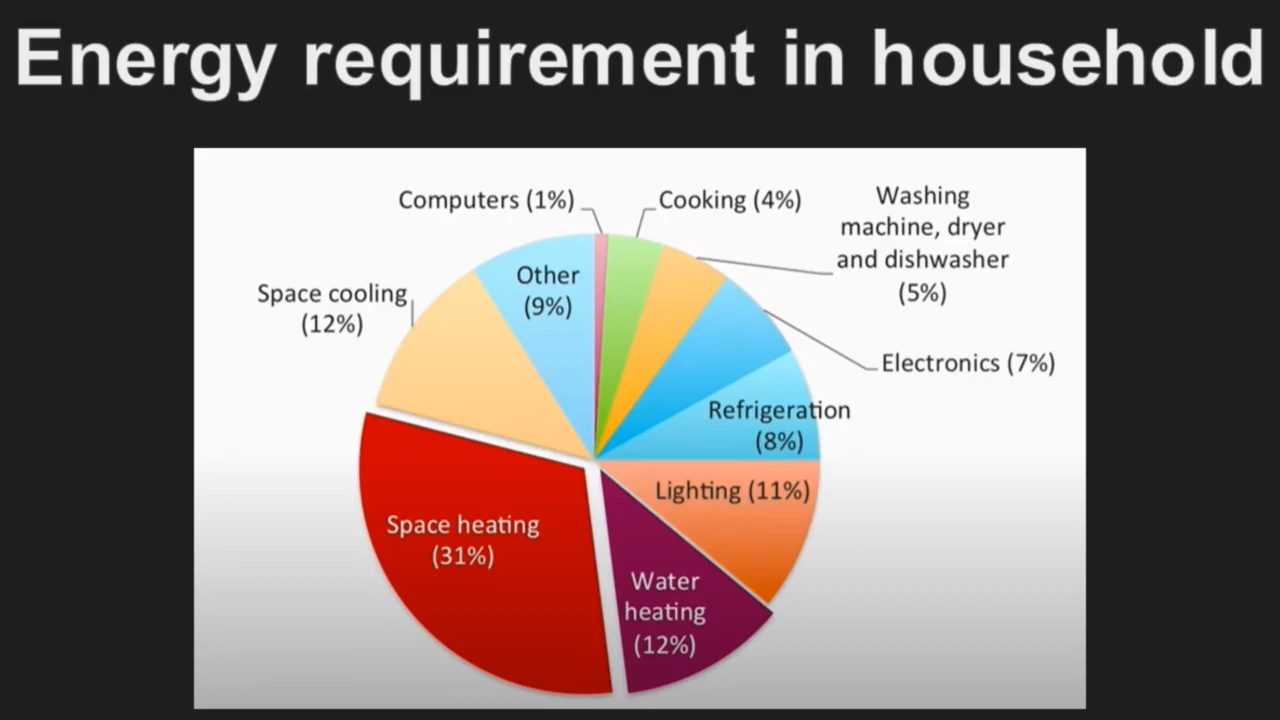 Energy requirement in household
Computers (1%)
Cooking (4%)
Washing
machine, dryer
and dishwasher
(5%)
Other
(9%)
Space cooling
(12%)
Electronics (7%)
Refrigeration
(8%)
Lighting (11%)
Space heating
(31%)
Water
heating
(12%)